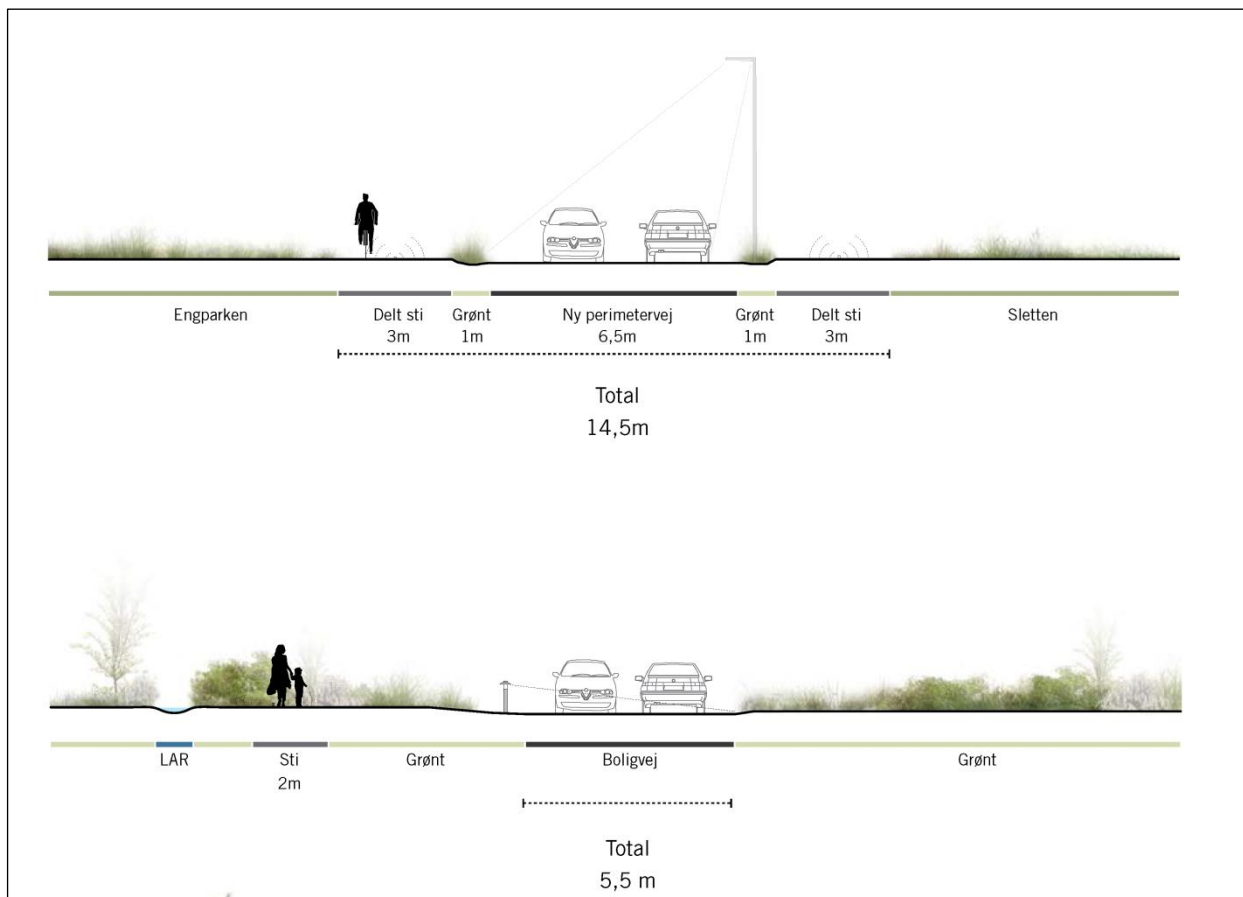 Engparken
Delt sti
3m
Grønt
1m
Ny perimetervej
6,5m
Grønt
1m
Delt sti
3m
Sletten
Total
14,5m
LAR
Sti
2m
Grønt
Boligvej
Grønt
Total
5,5 m